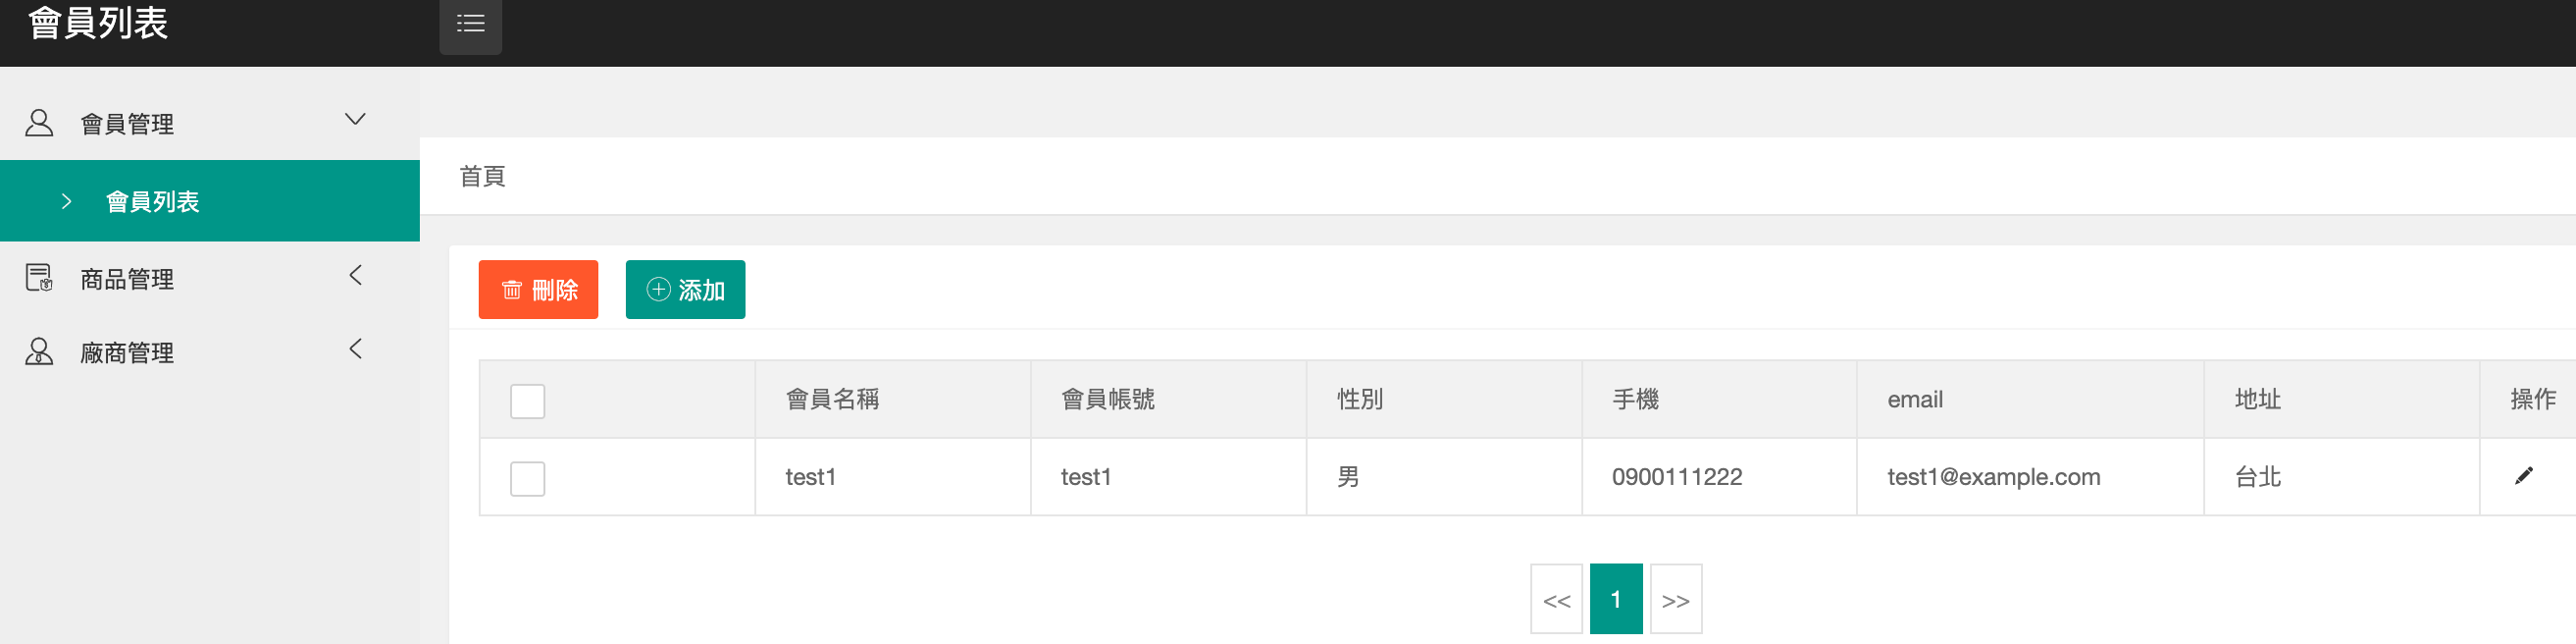 會員列表
會員管理
會員列表
商品管理
廠商管理
首頁
刪除 添加
會員名稱 會員帳號 性別 手機 email 地址 操作
test1 test1 男 0900111222 test1@example.com 台北
<< 1 >>